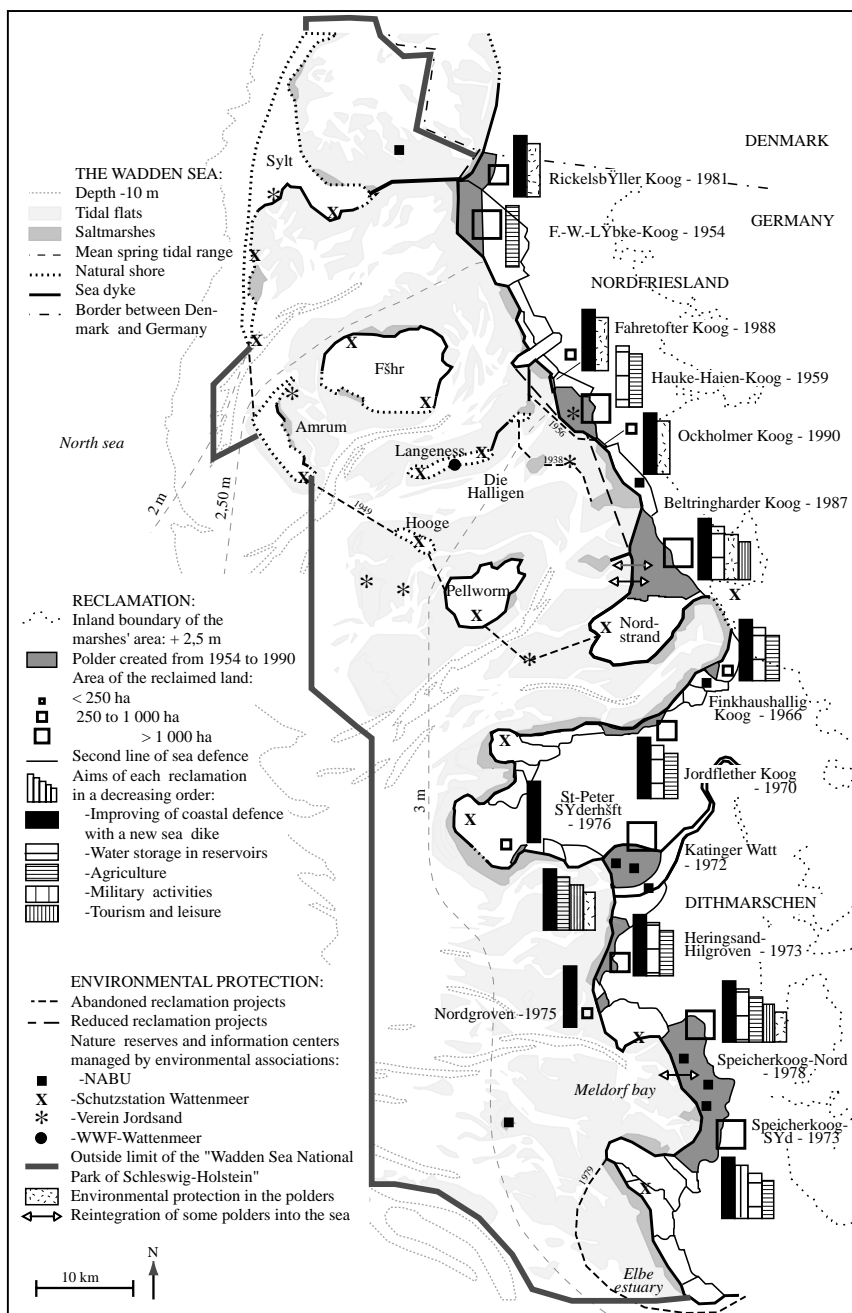 DENMARK
Sylt
RickelsbŸller Koog - 1981
THE WADDEN SEA:
Depth -10 m
Tidal flats
Saltmarshes
Mean spring tidal range
Natural shore
Sea dyke
Border between Den-
mark and Germany
GERMANY
F.-W.-LŸbke-Koog - 1954
NORDFRIESLAND
Fahretofter Koog - 1988
Hauke-Haien-Koog - 1959
Fšhr
Amrum
North sea
Ockholmer Koog - 1990
Langeness
1956
1938
Die
Halligen
Beltringharder Koog - 1987
2 m
2,50 m
1949
Hooge
Pellworm
Nord-
strand
RECLAMATION:
Inland boundary of the
marshes' area: + 2,5 m
Polder created from 1954 to 1990
Area of the reclaimed land:
< 250 ha
250 to 1 000 ha
> 1 000 ha
Second line of sea defence
Aims of each reclamation
in a decreasing order:
-Improving of coastal defence
with a new sea dike
-Water storage in reservoirs
-Agriculture
-Military activities
-Tourism and leisure
Finkhaushallig
Koog - 1966
Jordflether Koog
- 1970
3 m
St-Peter
SŸderhšft
- 1976
Katinger Watt
- 1972
DITHMARSCHEN
Heringsand-
Hilgroven - 1973
Nordgroven -1975
Speicherkoog-Nord
- 1978
Meldorf bay
Speicherkoog-
SŸd - 1973
1979
Elbe
estuary
ENVIRONMENTAL PROTECTION:
Abandoned reclamation projects
Reduced reclamation projects
Nature reserves and information centers
managed by environmental associations:
-NABU
X -Schutzstation Wattenmeer
* -Verein Jordsand
-WWF-Wattenmeer
Outside limit of the "Wadden Sea National
Park of Schleswig-Holstein"
Environmental protection in the polders
Reintegration of some polders into the sea
N
10 km